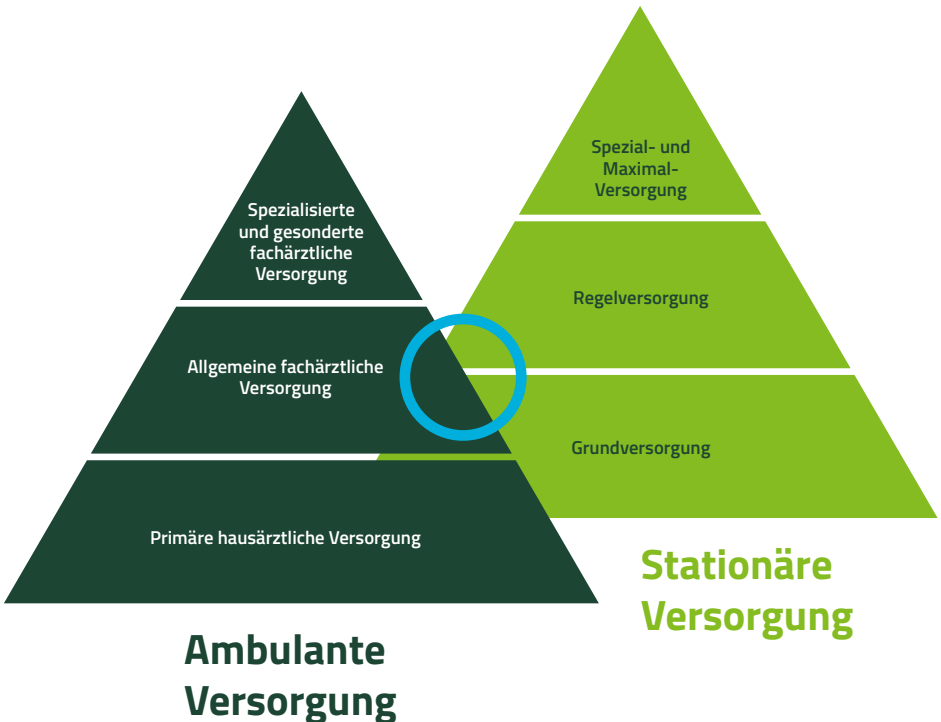 Spezialisierte
und gesonderte
fachärztliche
Versorgung
Allgemeine fachärztliche
Versorgung
Primäre hausärztliche Versorgung
Ambulante
Versorgung
Spezial- und
Maximal-
Versorgung
Regelversorgung
Grundversorgung
Stationäre
Versorgung